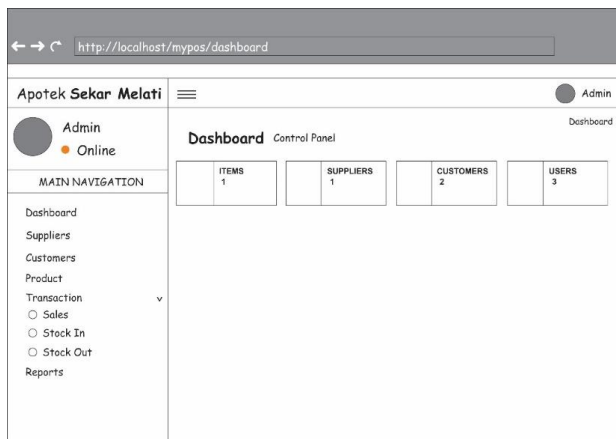 http://localhost/mypos/dashboard
Apotek Sekar Melati
Admin
Admin
Online
Dashboard
Dashboard Control Panel
MAIN NAVIGATION
ITEMS
1
SUPPLIERS
1
CUSTOMERS
2
USERS
3
Dashboard
Suppliers
Customers
Product
Transaction v
Sales
Stock In
Stock Out
Reports